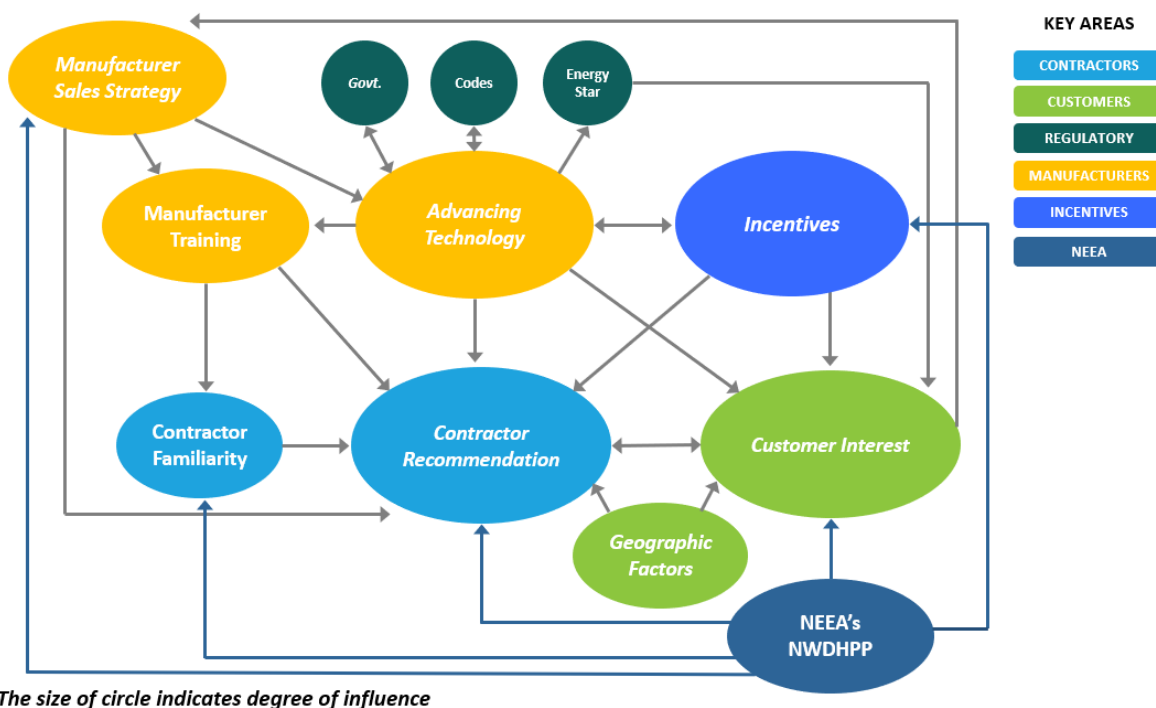 Manufacturer
Sales Strategy
Govt.
Codes
Energy
Star
KEY AREAS
CONTRACTORS
CUSTOMERS
REGULATORY
MANUFACTURERS
INCENTIVES
NEEA
Manufacturer
Training
Advancing
Technology
Incentives
Contractor
Familiarity
Contractor
Recommendation
Customer Interest
Geographic
Factors
NEEA's
NWDHPP
The size of circle indicates degree of influence